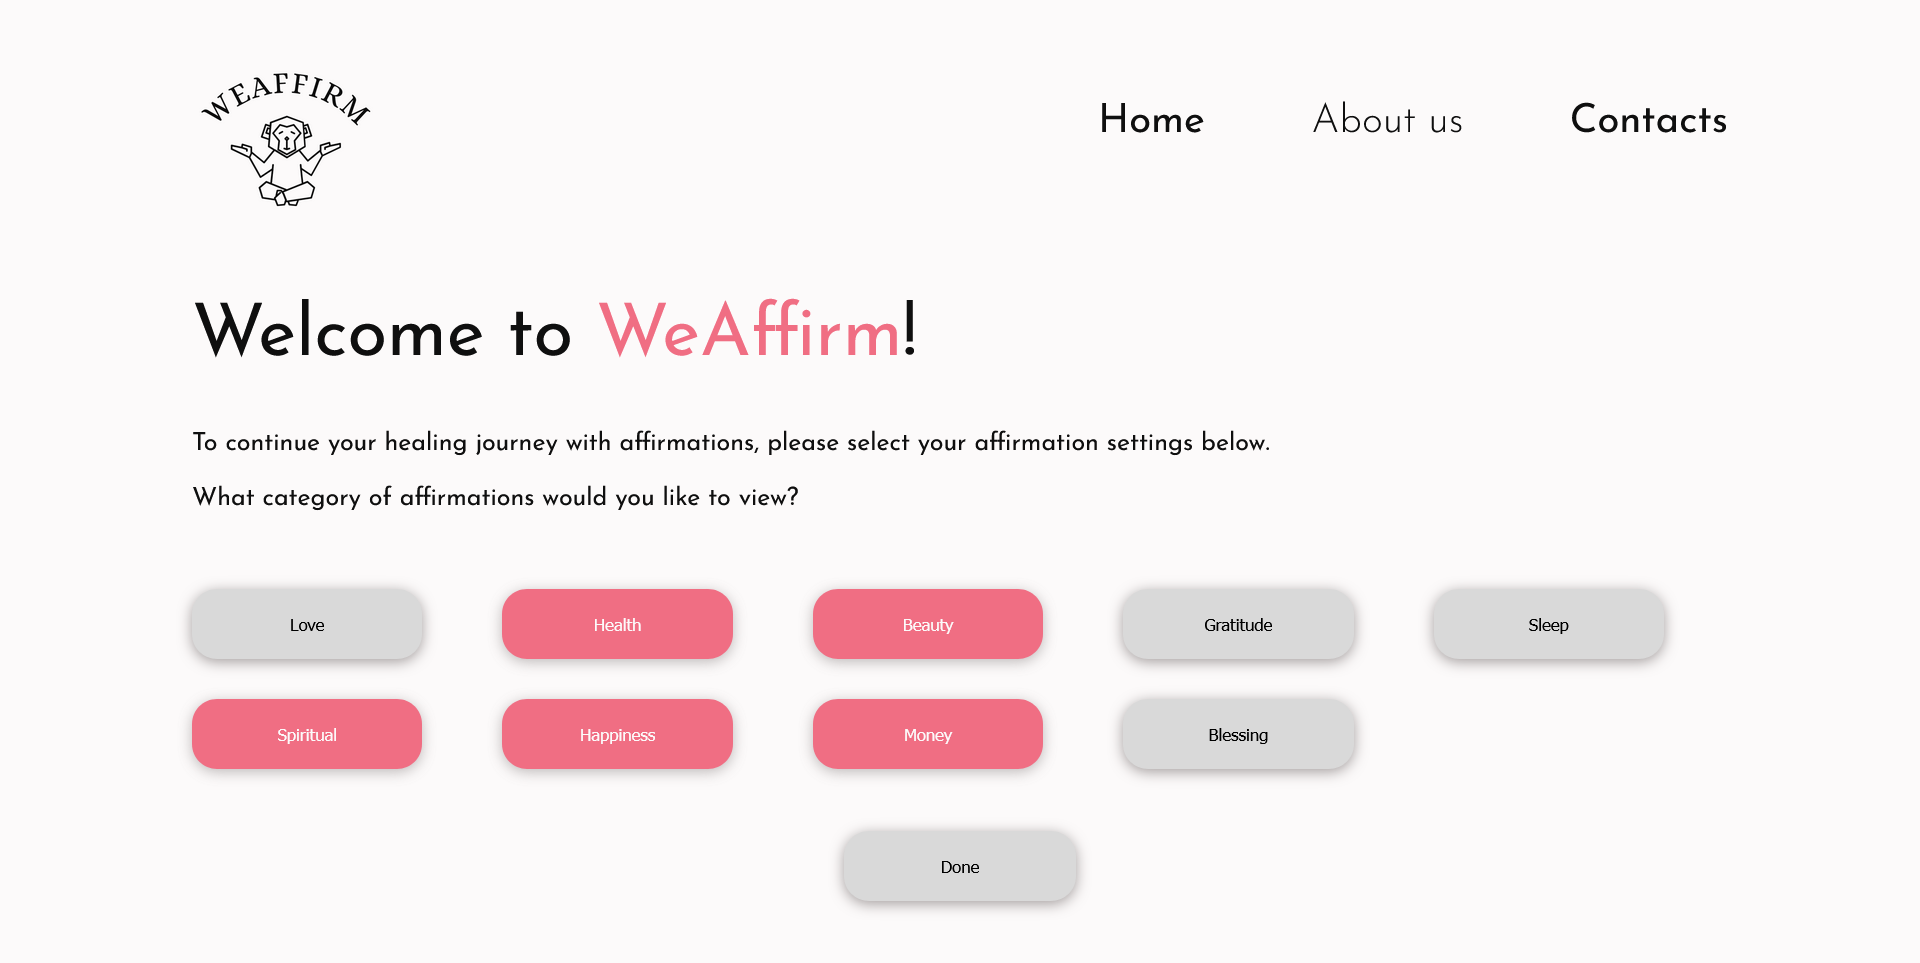 WEAFFIRM
Home About us Contacts
Welcome to WeAffirm!
To continue your healing journey with affirmations, please select your affirmation settings below.
What category of affirmations would you like to view?
Love Health Beauty Gratitude Sleep
Spiritual Happiness Money Blessing
Done